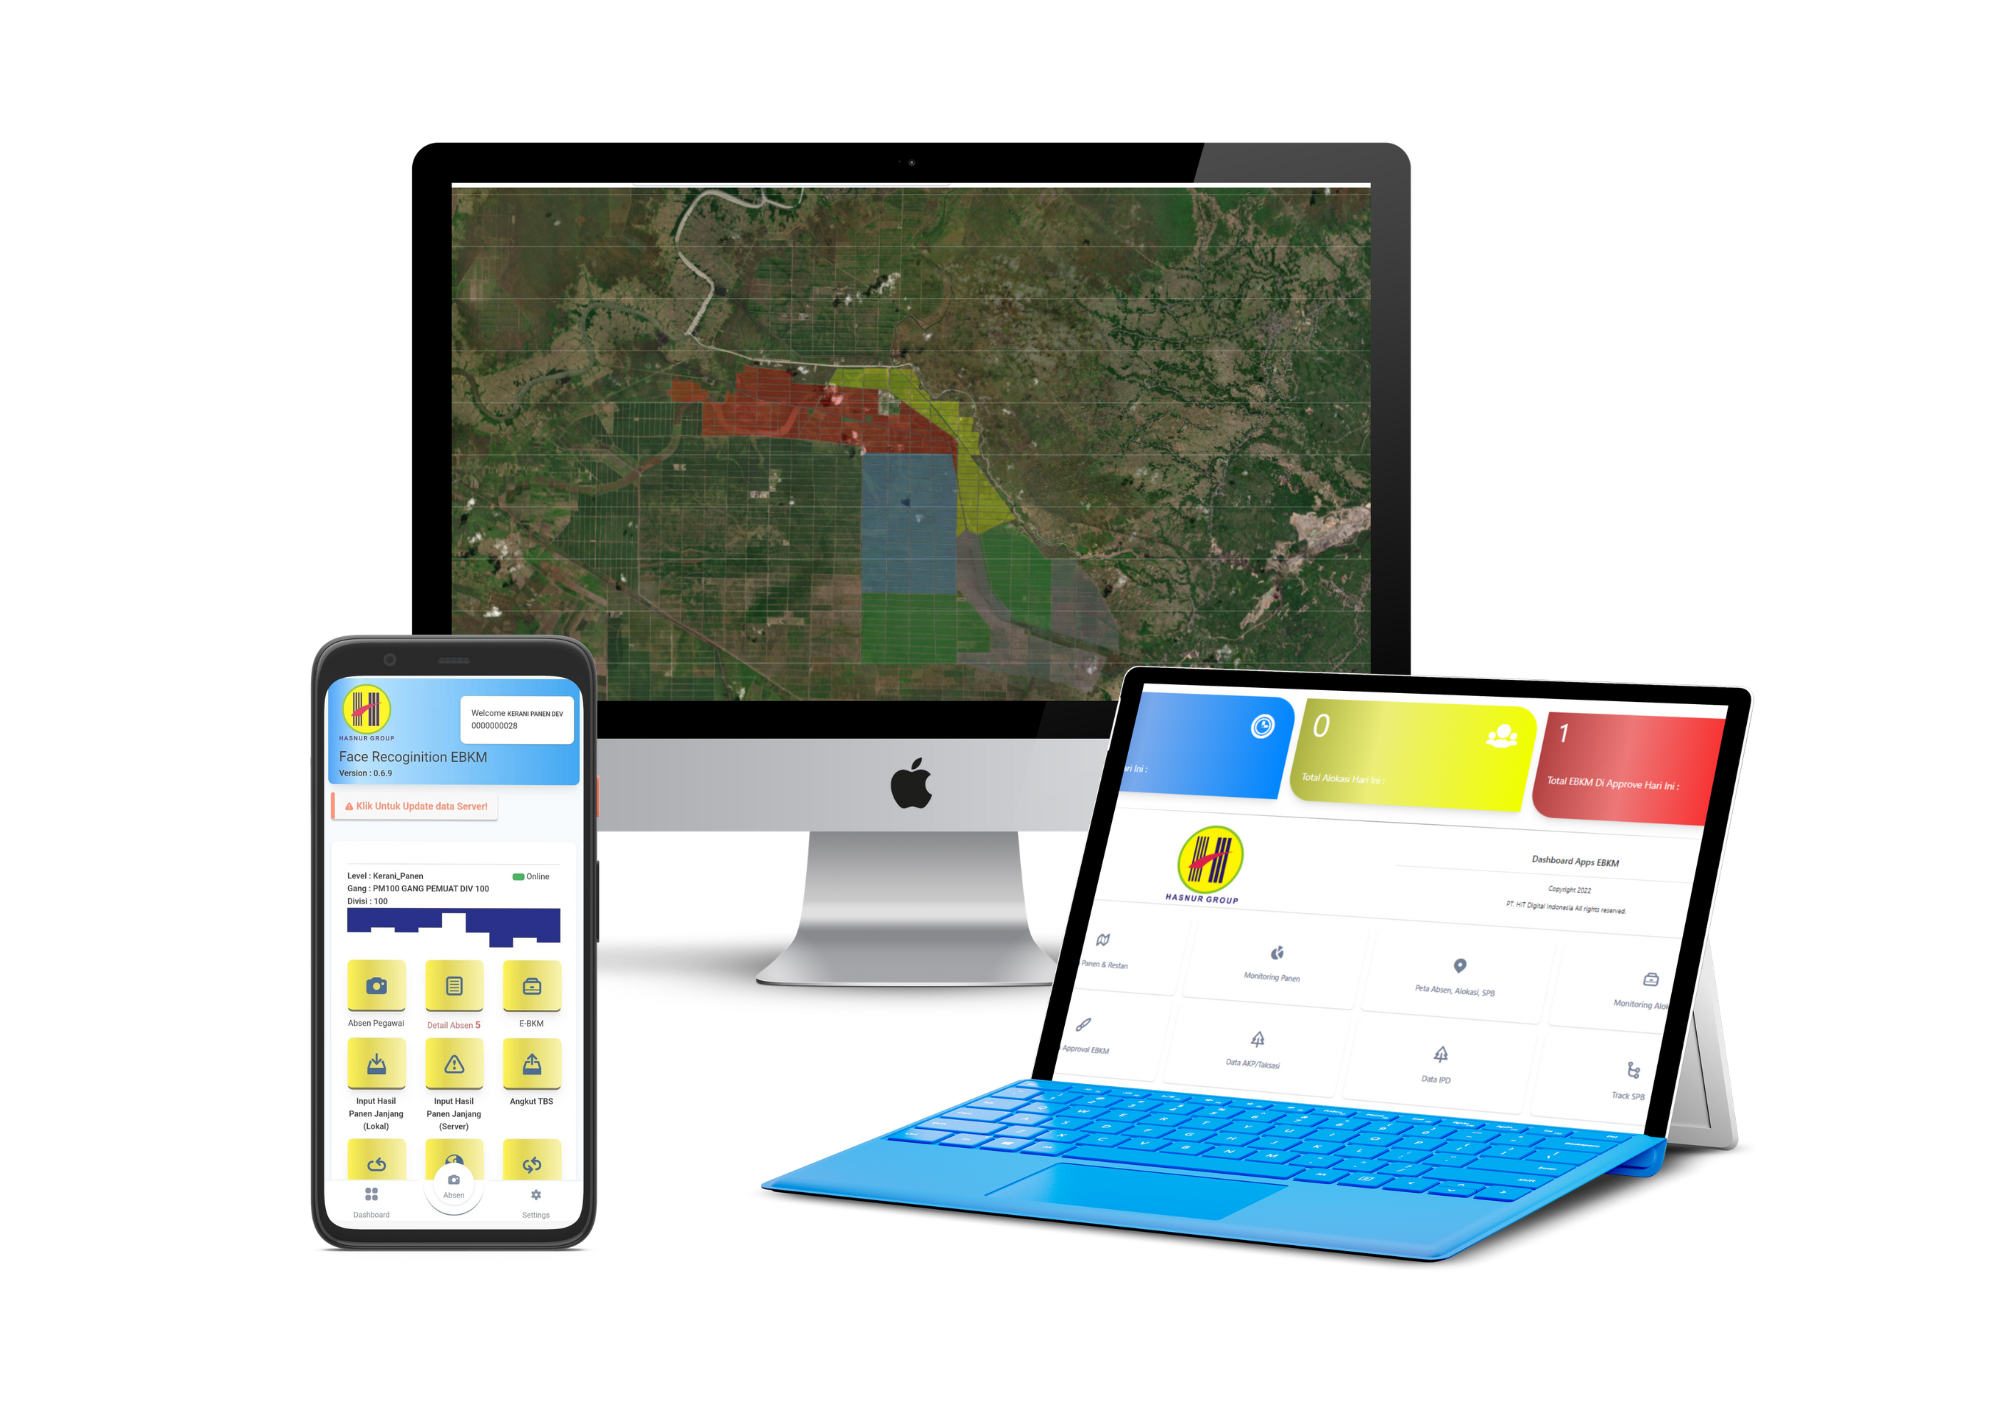 HASNUR GROUP
Welcome KERANI PANEN DEV
0000000028
Face Recoginition EBKM
Version : 0.6.9
Klik Untuk Update data Server!
Level : Kerani_Panen
Online
Gang : PM100 GANG PEMUAT DIV 100
Divisi : 100
Absen Pegawai
Detail Absen 5
E-BKM
Input Hasil
Panen Janjang
(Lokal)
Input Hasil
Panen Janjang
(Server)
Angkut TBS
Dashboard
Absen
Settings
ari Ini :
0
Total Alokasi Hari Ini :
1
Total EBKM Di Approve Hari Ini :
HASNUR GROUP
Dashboard Apps EBKM
Copyright 2022
PT. HIT Digital Indonesia All rights reserved.
Panen & Restan
Monitoring Panen
Peta Absen, Alokasi, SPB
Monitoring Alok
Approval EBKM
Data AKP/Taksasi
Data IPD
Track SPB